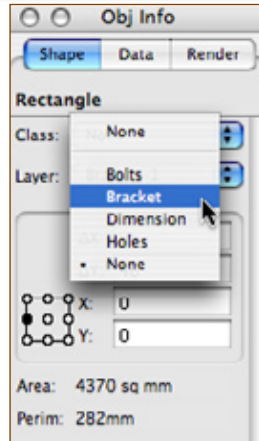 Obj Info
Shape Data Render
Rectangle
Class:
None
Layer:
Bolts
Bracket
Dimension
Holes
• None
X: 0
Y: 0
Area: 4370 sq mm
Perim: 282mm